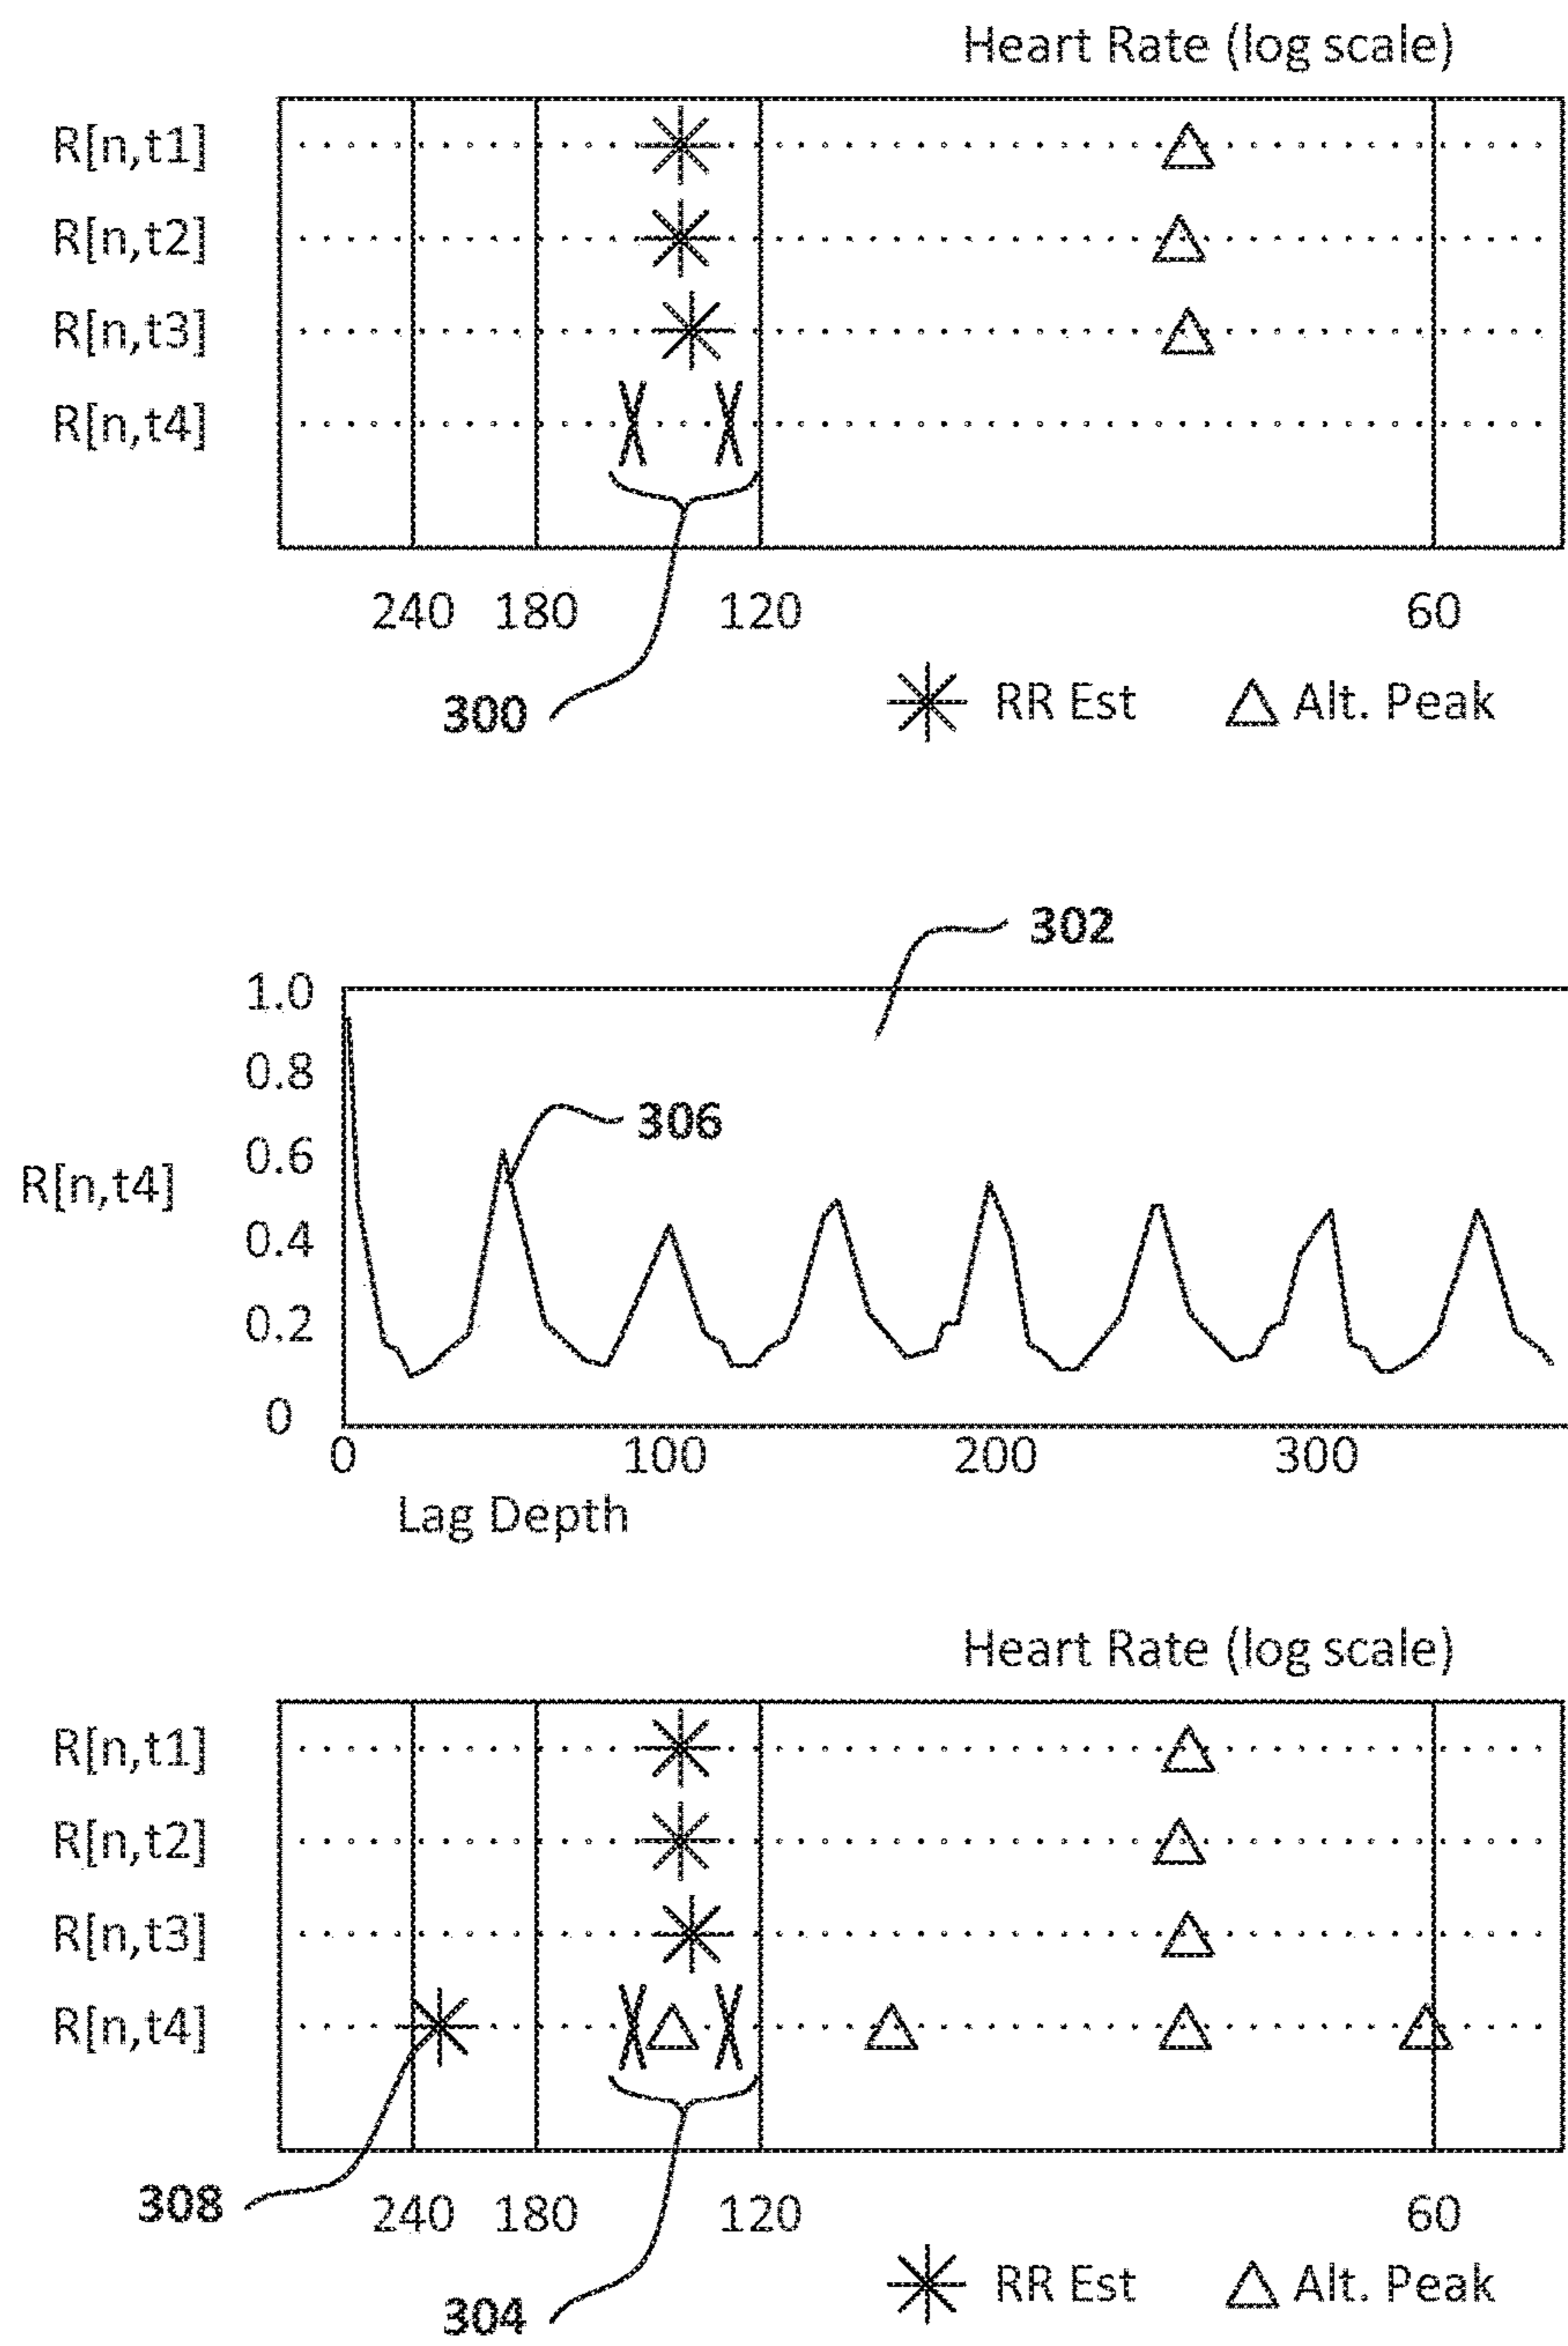 Heart Rate (log scale)
R[n,t1]
R[n,t2]
R[n,t3]
R[n,t4]
240 180 120 60
300
RR Est Alt. Peak
302
1.0
0.8
306
0.6
R[n,t4]
0.4
0.2
0
0 100 200 300
Lag Depth
Heart Rate (log scale)
R[n,t1]
R[n,t2]
R[n,t3]
R[n,t4]
308
240 180 120 60
RR Est Alt. Peak
304